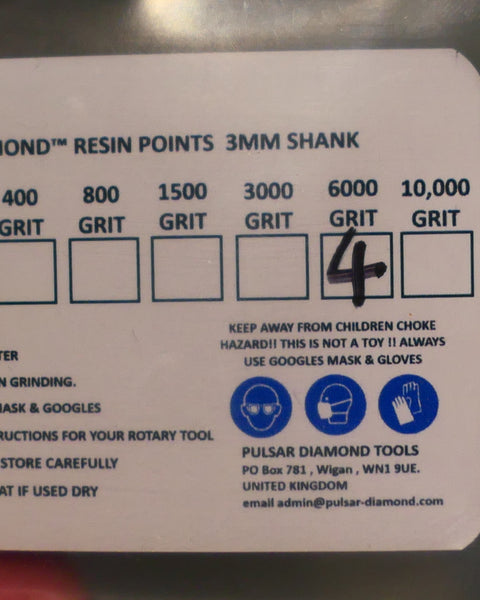 MOND™ RESIN POINTS 3MM SHANK
400 800 1500 3000 6000 10,000
GRIT GRIT GRIT GRIT GRIT GRIT
4
KEEP AWAY FROM CHILDREN CHOKE
HAZARD!! THIS IS NOT A TOY !! ALWAYS
USE GOOGLES MASK & GLOVES
TER
N GRINDING.
MASK & GOOGLES
RUCTIONS FOR YOUR ROTARY TOOL
STORE CAREFULLY
AT IF USED DRY
PULSAR DIAMOND TOOLS
PO Box 781 , Wigan , WN1 9UE.
UNITED KINGDOM
email admin@pulsar-diamond.com